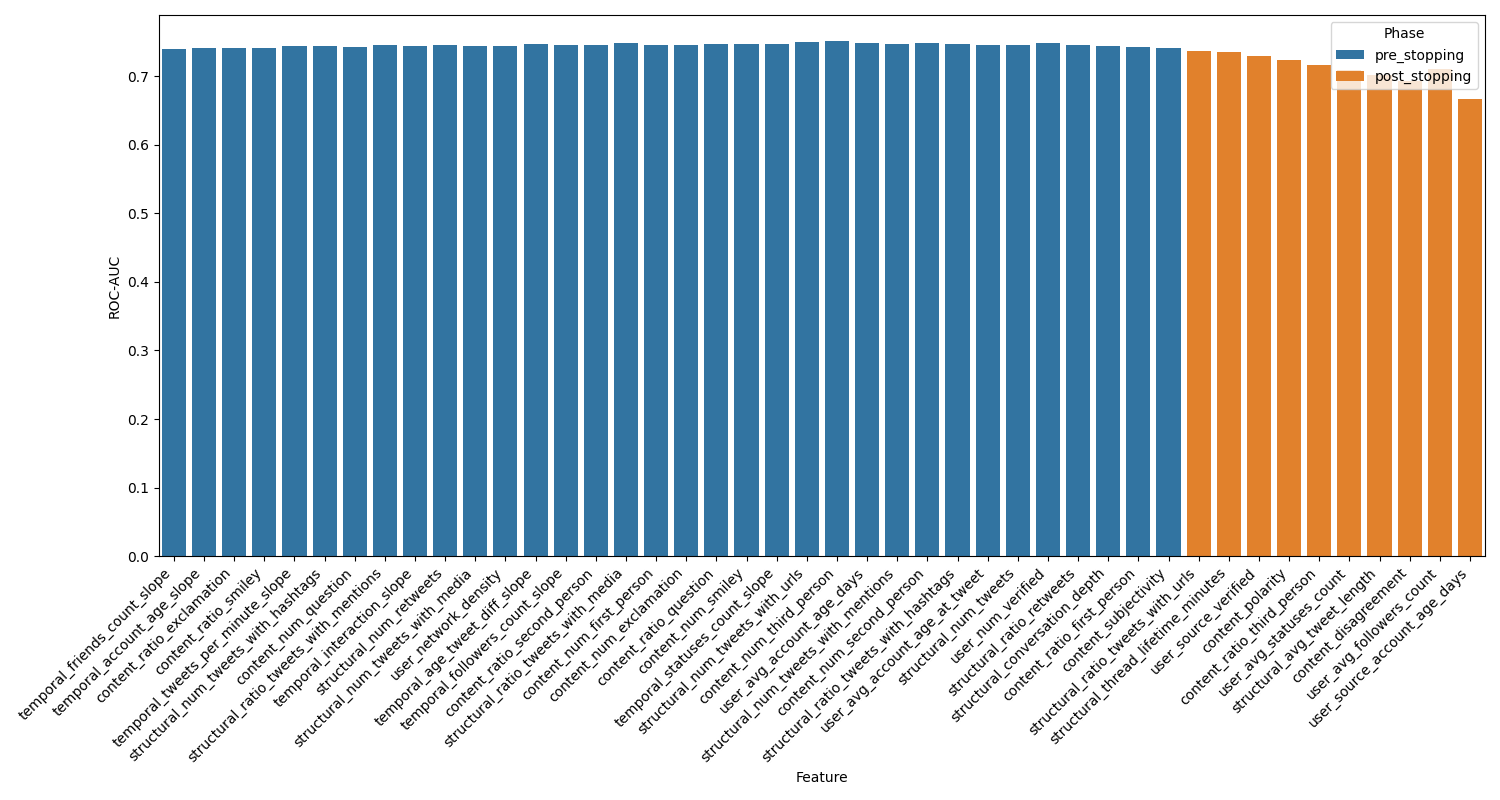 Phase
pre_stopping
post_stopping
ROC-AUC
0.7
0.6
0.5
0.4
0.3
0.2
0.1
0.0
temporal_friends_count_slope
temporal_account_age_slope
content_ratio_exclamation
content_ratio_smiley
temporal_tweets_per_minute_slope
structural_num_tweets_with_hashtags
content_num_question
structural_ratio_tweets_with_mentions
temporal_interaction_slope
structural_num_retweets
structural_num_tweets_with_media
user_network_density
temporal_age_tweet_diff_slope
temporal_followers_count_slope
content_ratio_second_person
structural_ratio_tweets_with_media
content_num_first_person
content_num_exclamation
content_ratio_question
content_num_smiley
temporal_statuses_count_slope
structural_num_tweets_with_urls
content_num_third_person
user_avg_account_age_days
structural_num_tweets_with_mentions
content_num_second_person
structural_ratio_tweets_with_hashtags
user_avg_account_age_at_tweet
structural_num_tweets
user_num_verified
structural_ratio_retweets
structural_conversation_depth
content_ratio_first_person
content_subjectivity
structural_ratio_tweets_with_urls
structural_thread_lifetime_minutes
user_source_verified
content_polarity
content_ratio_third_person
user_avg_statuses_count
structural_avg_tweet_length
content_disagreement
user_avg_followers_count
user_source_account_age_days
Feature